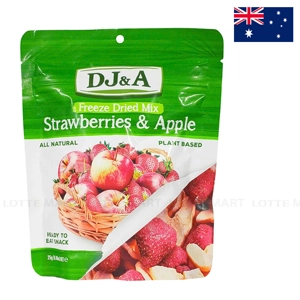 DJ&A
Freeze Dried Mix
Strawberries & Apple
ALL NATURAL
PLANT BASED
LOTTE MART
READY TO
EAT SNACK